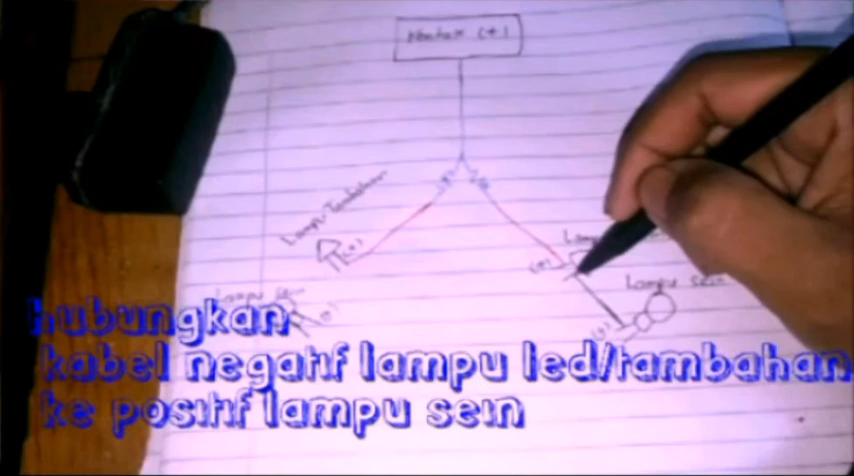 (+)
Lampu Tambahan
(+)
(+)
Lampu sein
(+)
hubungkan
kabel negatif lampu led/tambahan
ke positif lampu sein